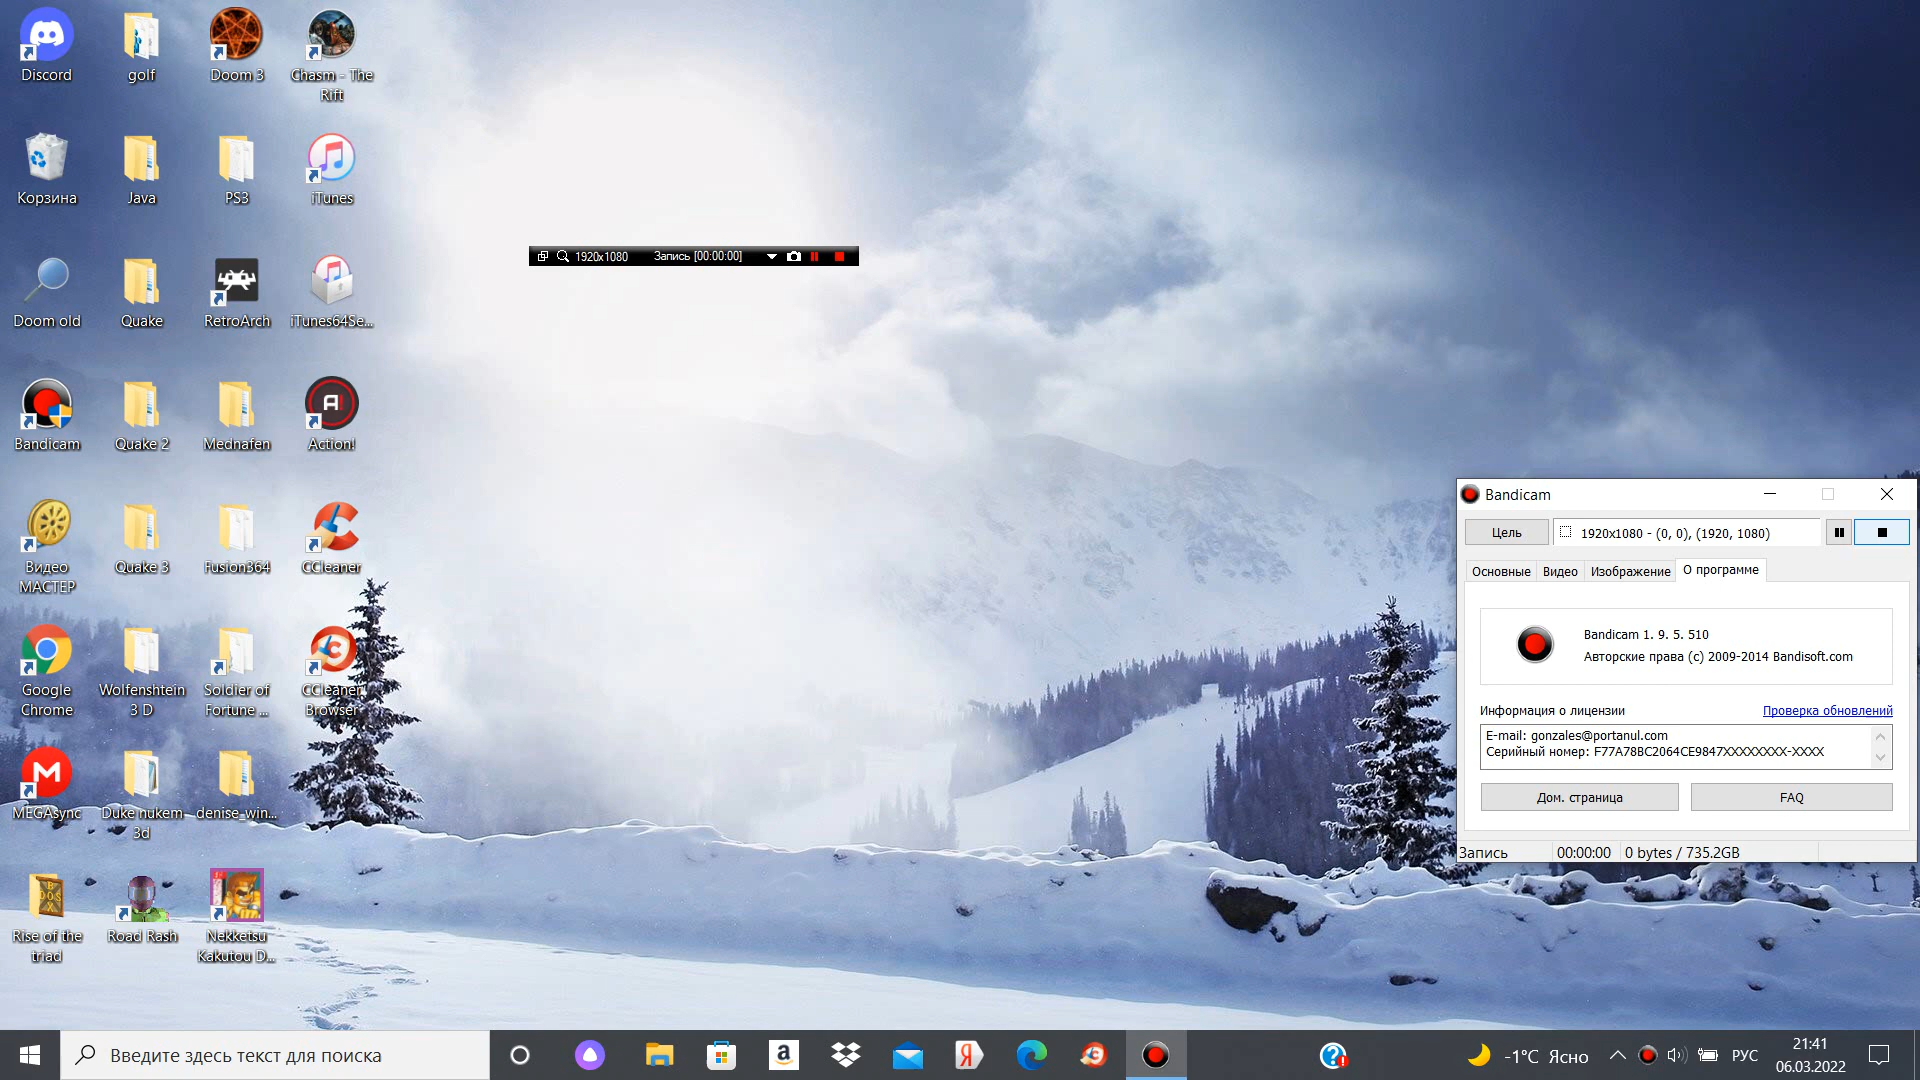 Discord
golf
Doom 3
Chasm - The
Rift
Корзина
Java
PS3
iTunes
Doom old
Quake
RetroArch
iTunes64Se...
Bandicam
Quake 2
Mednafen
Action!
Видео
МАСТЕР
Quake 3
Fusion364
CCleaner
Google
Chrome
Wolfenshtein
3 D
Soldier of
Fortune ...
CCleaner
Browser
MEGAsync
Duke nukem
3d
denise_win...
Rise of the
triad
Road Rash
Nekketsu
Kakutou D...
1920x1080 Запись [00:00:00]
Bandicam
Цель 1920x1080 - (0, 0), (1920, 1080)
Основные Видео Изображение О программе
Bandicam 1. 9. 5. 510
Авторские права (c) 2009-2014 Bandisoft.com
Информация о лицензии Проверка обновлений
E-mail: gonzales@portanul.com
Серийный номер: F77A78BC2064CE9847XXXXXXXX-XXXX
Дом. страница FAQ
Запись 00:00:00 0 bytes / 735.2GB
Введите здесь текст для поиска
-1°C Ясно
РУС
21:41
06.03.2022